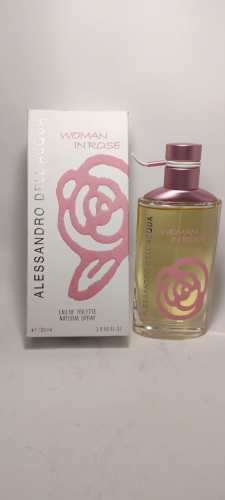 WOMAN
IN ROSE
ALESSANDRO DELL'ACQUA
EAU DE TOILETTE
NATURAL SPRAY
℮ 100 ml
3.4 US FL. OZ.
WOMAN
IN ROSE
ALESSANDRO DELL'ACQUA